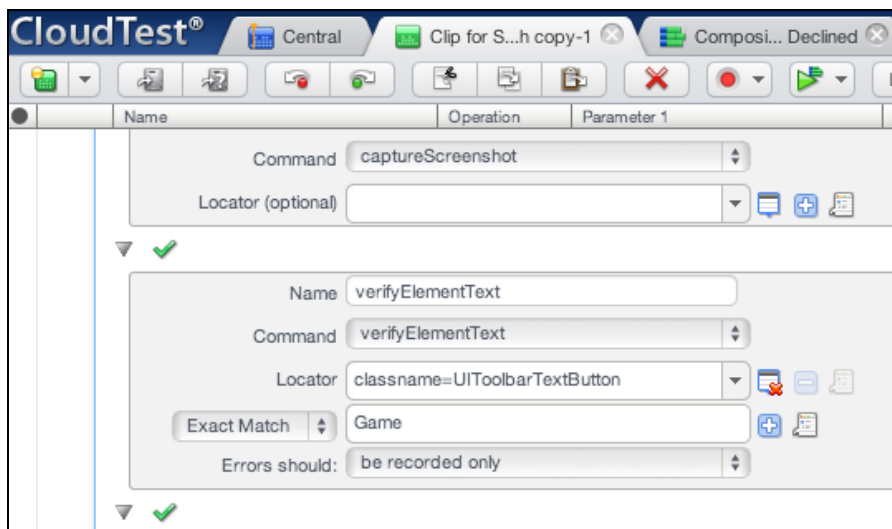 CloudTest® Central Clip for S...h copy-1 Composi... Declined
Name Operation Parameter 1
Command captureScreenshot
Locator (optional)
Name verifyElementText
Command verifyElementText
Locator classname=UIToolbarTextButton
Exact Match Game
Errors should: be recorded only